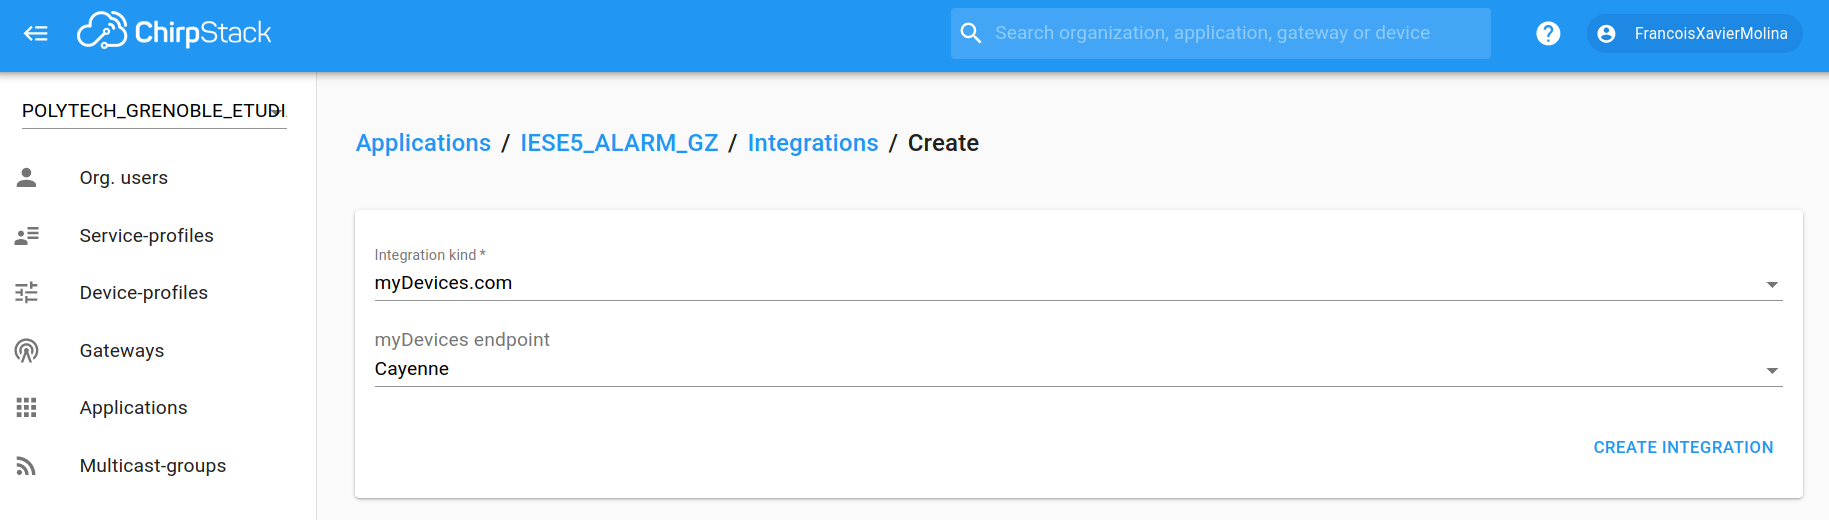 ChirpStack
Search organization, application, gateway or device
?
FrancoisXavierMolina
POLYTECH_GRENOBLE_ETUDI
Org. users
Service-profiles
Device-profiles
Gateways
Applications
Multicast-groups
Applications / IESE5_ALARM_GZ / Integrations / Create
Integration kind *
myDevices.com
myDevices endpoint
Cayenne
CREATE INTEGRATION